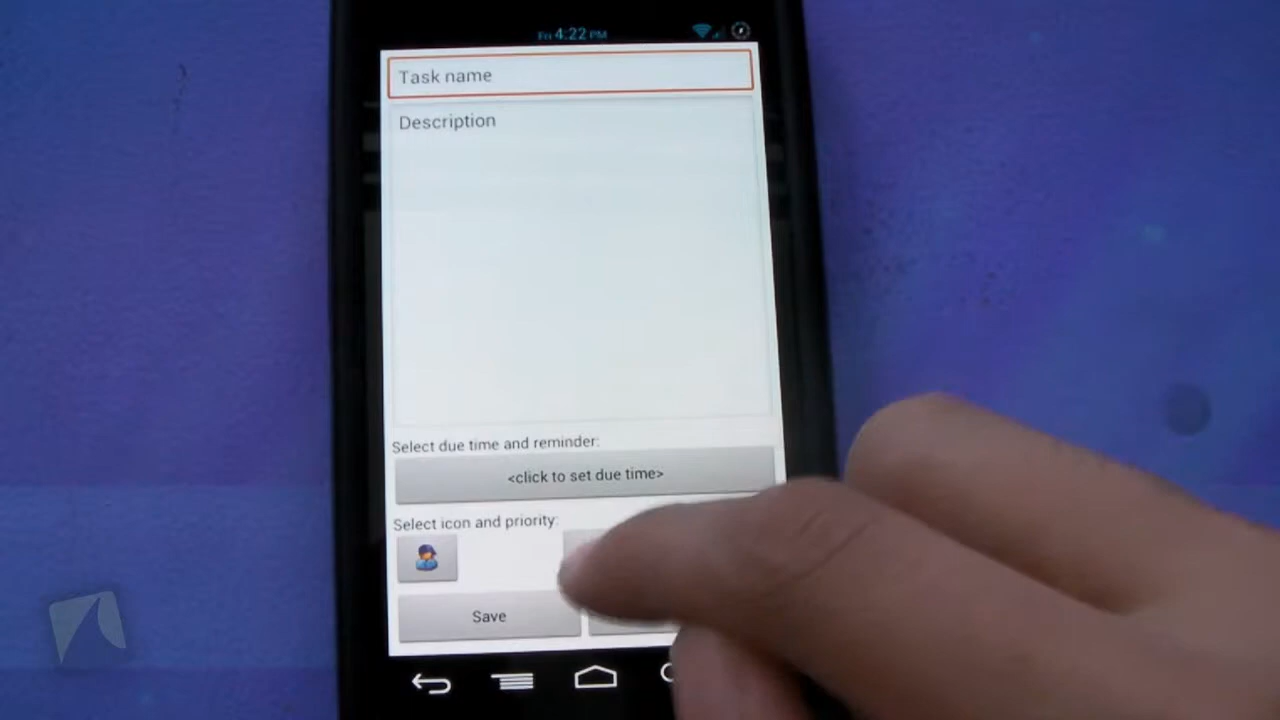 Fri 4:22 PM
Task name
Description
Select due time and reminder:
<click to set due time>
Select icon and priority:
Save